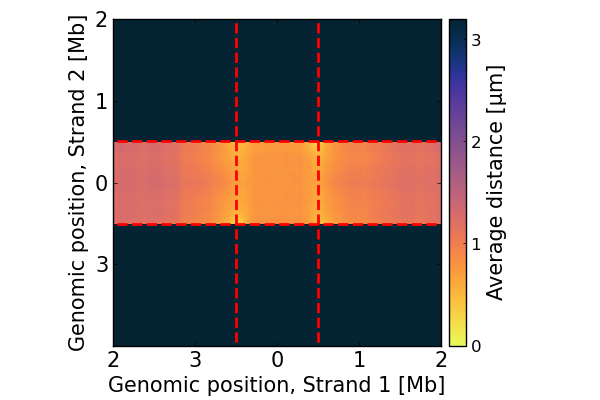 2
1
0
3
Genomic position, Strand 2 [Mb]
2 3 0 1 2
Genomic position, Strand 1 [Mb]
3
2
1
0
Average distance [μm]